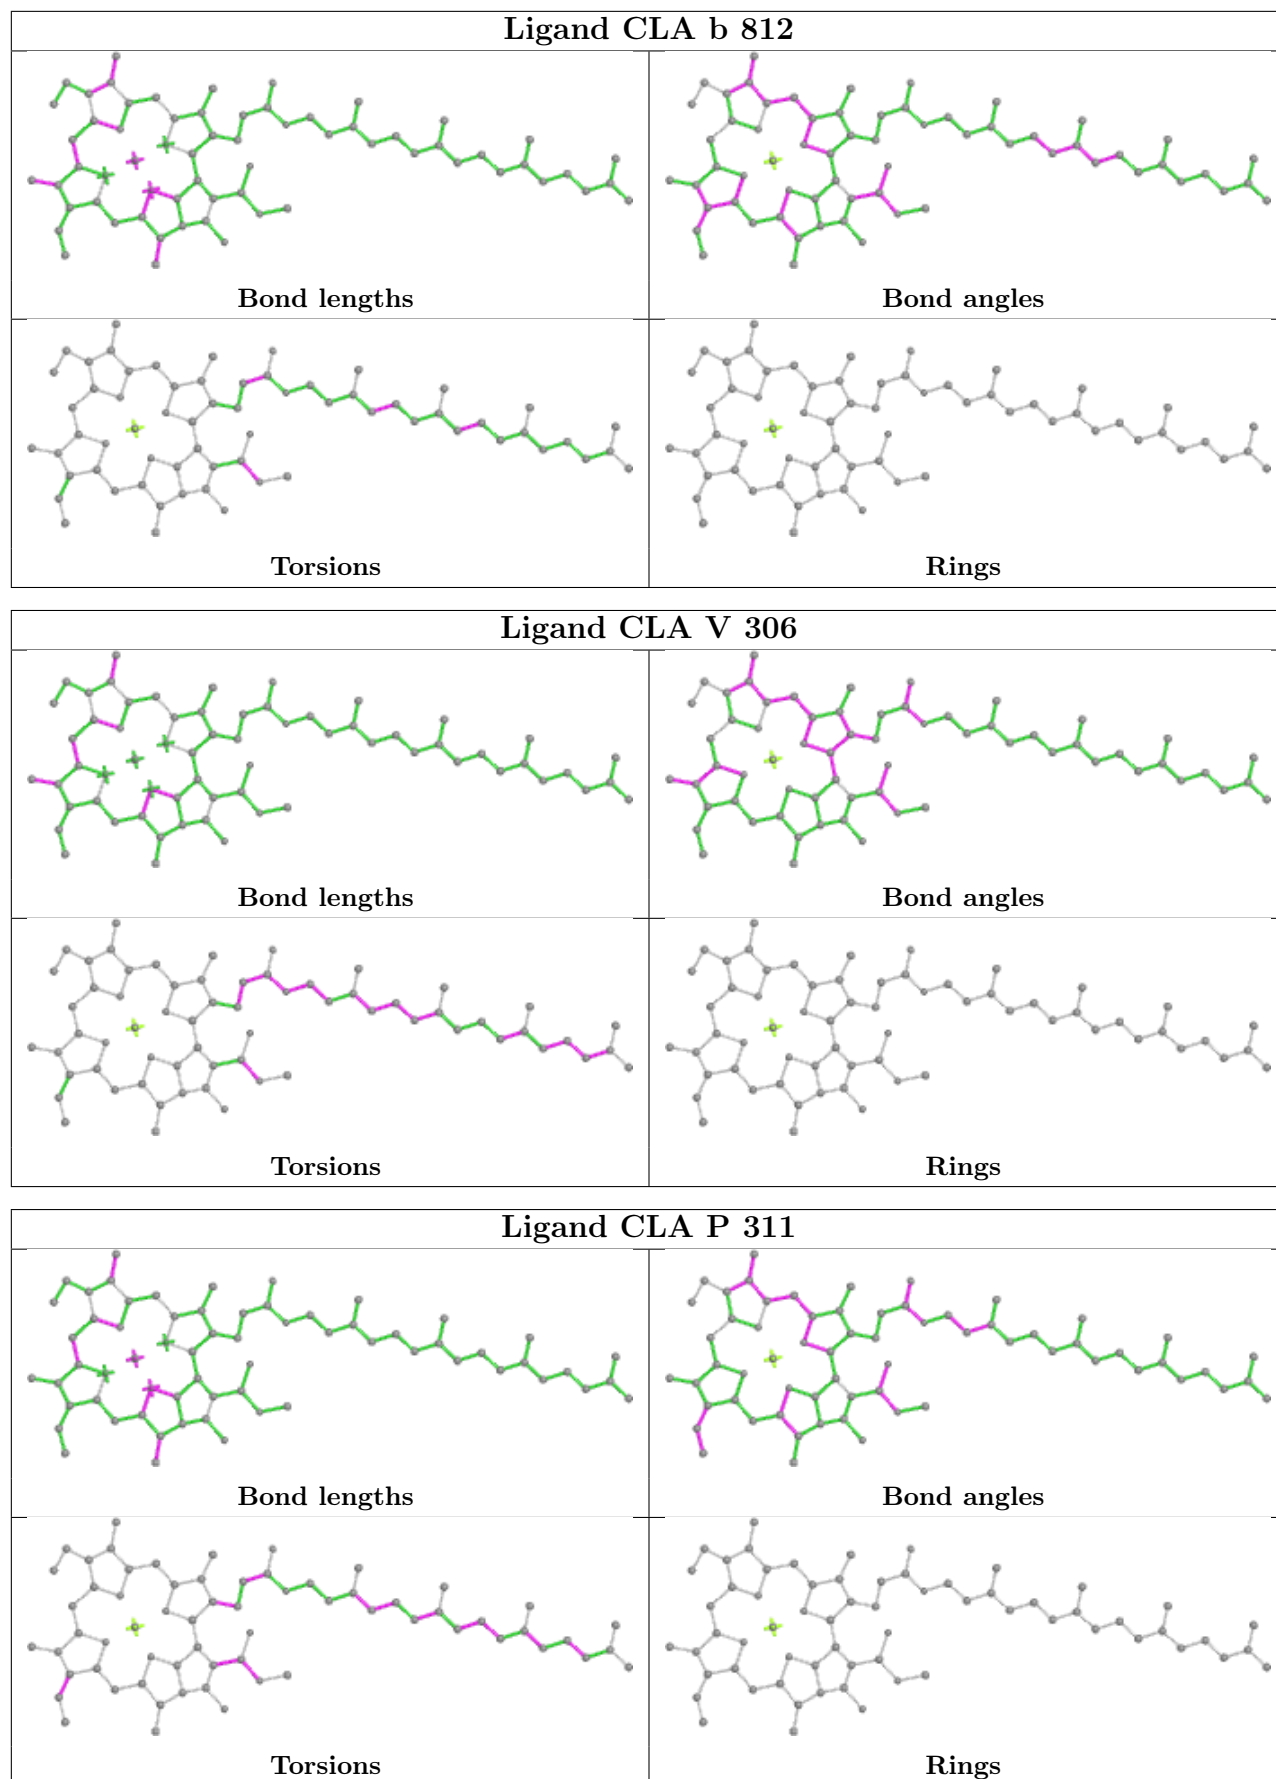 Ligand CLA b 812
Bond lengths
Bond angles
Torsions
Rings
Ligand CLA V 306
Bond lengths
Bond angles
Torsions
Rings
Ligand CLA P 311
Bond lengths
Bond angles
Torsions
Rings